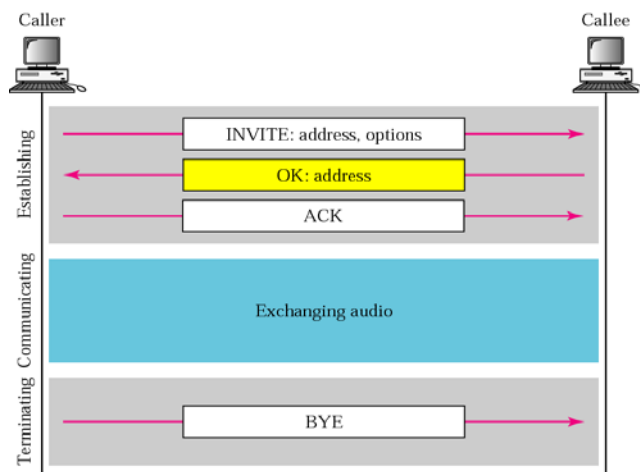 Caller
Callee
Establishing
INVITE: address, options
OK: address
ACK
Communicating
Exchanging audio
Terminating
BYE